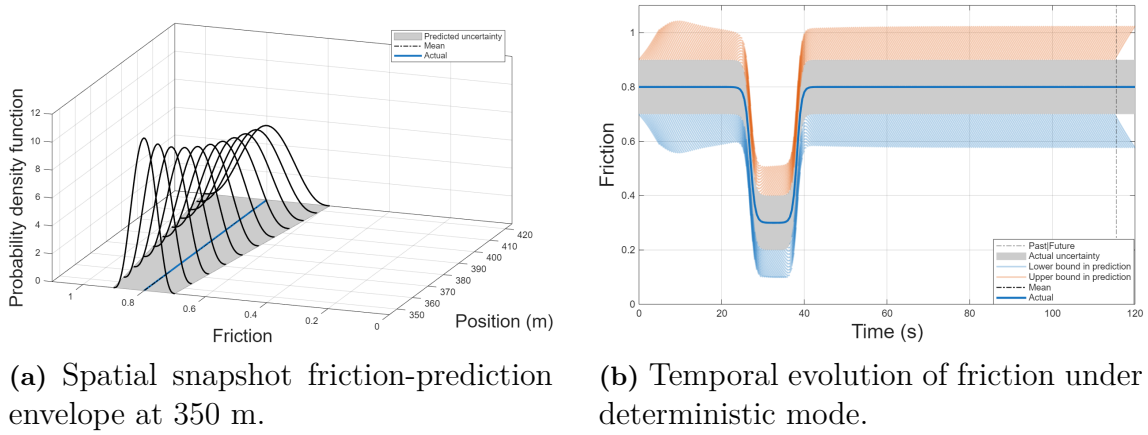 12
10
8
6
4
2
0
Probability density function
Predicted uncertainty
Mean
Actual
1
0.8
0.6
0.4
0.2
0
Friction
350
360
370
380
390
400
410
420
Position (m)
(a) Spatial snapshot friction-prediction
envelope at 350 m.
1
0.8
0.6
0.4
0.2
0
Friction
Past|Future
Actual uncertainty
Lower bound in prediction
Upper bound in prediction
Mean
Actual
0 20 40 60 80 100 120
Time (s)
(b) Temporal evolution of friction under
deterministic mode.